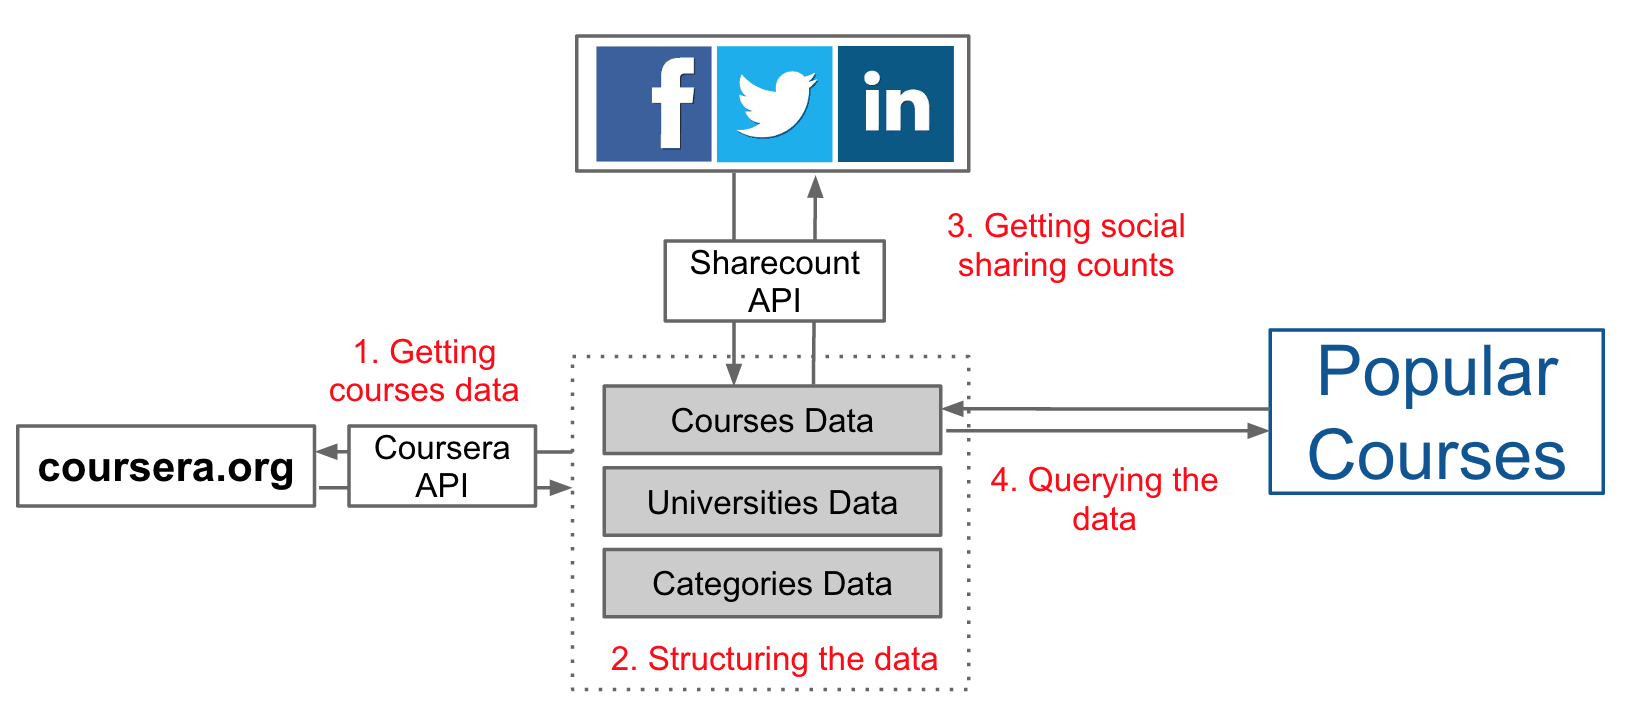 f
in
Sharecount
API
3. Getting social
sharing counts
1. Getting
courses data
coursera.org
Coursera
API
Courses Data
Universities Data
Categories Data
2. Structuring the data
4. Querying the
data
Popular
Courses